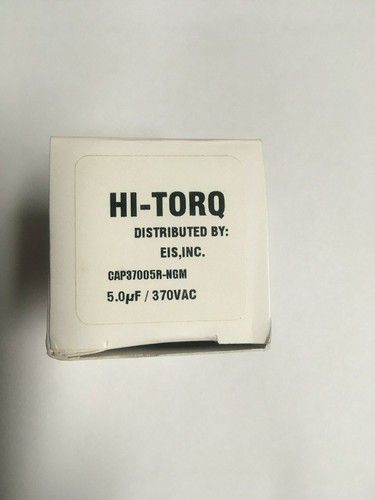 HI-TORQ
DISTRIBUTED BY:
EIS,INC.
CAP37005R-NGM
5.0µF / 370VAC